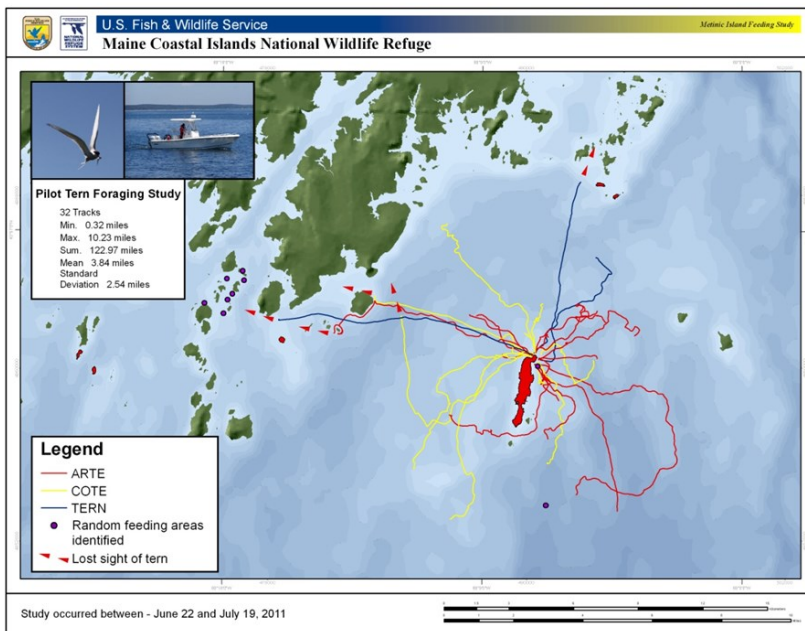 U.S. Fish & Wildlife Service
Metinic Island Feeding Study
Maine Coastal Islands National Wildlife Refuge
Pilot Tern Foraging Study
32 Tracks
Min. 0.32 miles
Max. 10.23 miles
Sum. 122.97 miles
Mean 3.84 miles
Standard
Deviation 2.54 miles
Legend
ARTE
COTE
TERN
Random feeding areas
identified
Lost sight of tern
Study occurred between - June 22 and July 19, 2011